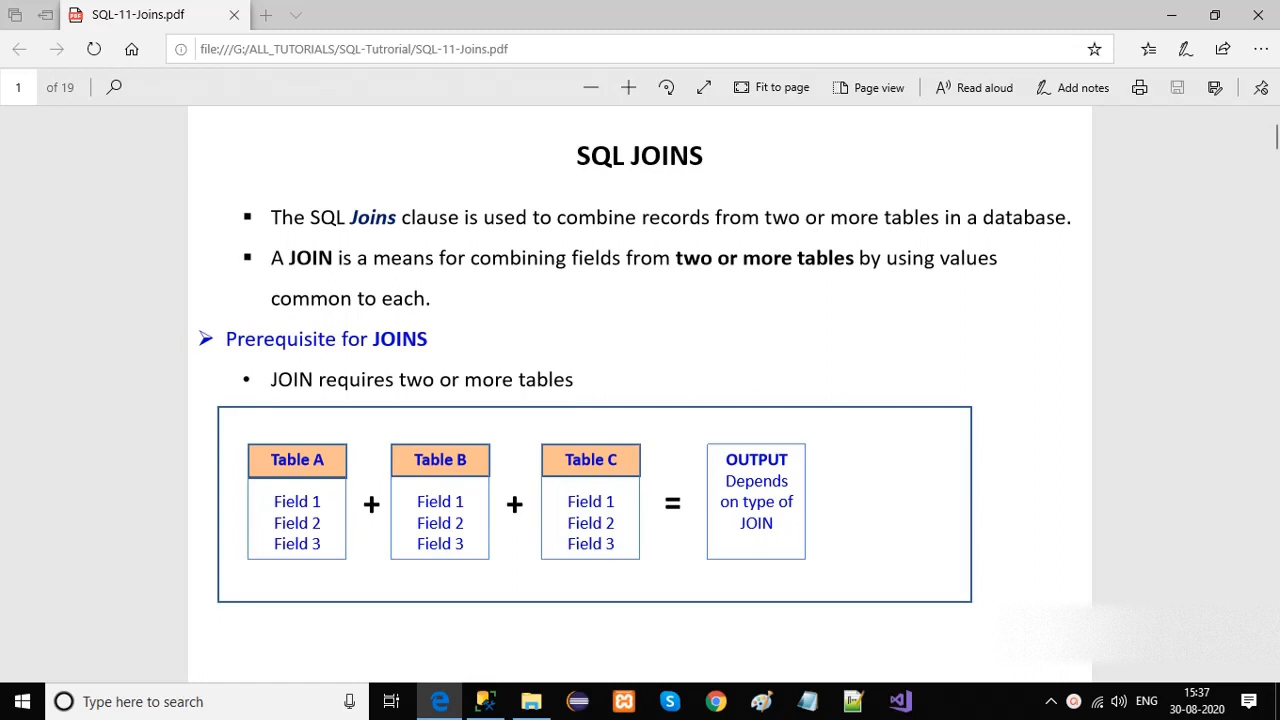 SQL-11-Joins.pdf
file:///G:/ALL_TUTORIALS/SQL-Tutrorial/SQL-11-Joins.pdf
1 of 19
Fit to page
Page view
Read aloud
Add notes
SQL JOINS
▪ The SQL Joins clause is used to combine records from two or more tables in a database.
▪ A JOIN is a means for combining fields from two or more tables by using values
common to each.
➢ Prerequisite for JOINS
• JOIN requires two or more tables
Table A
Field 1
Field 2
Field 3
+
Table B
Field 1
Field 2
Field 3
+
Table C
Field 1
Field 2
Field 3
=
OUTPUT
Depends
on type of
JOIN
Type here to search
ENG
15:37
30-08-2020